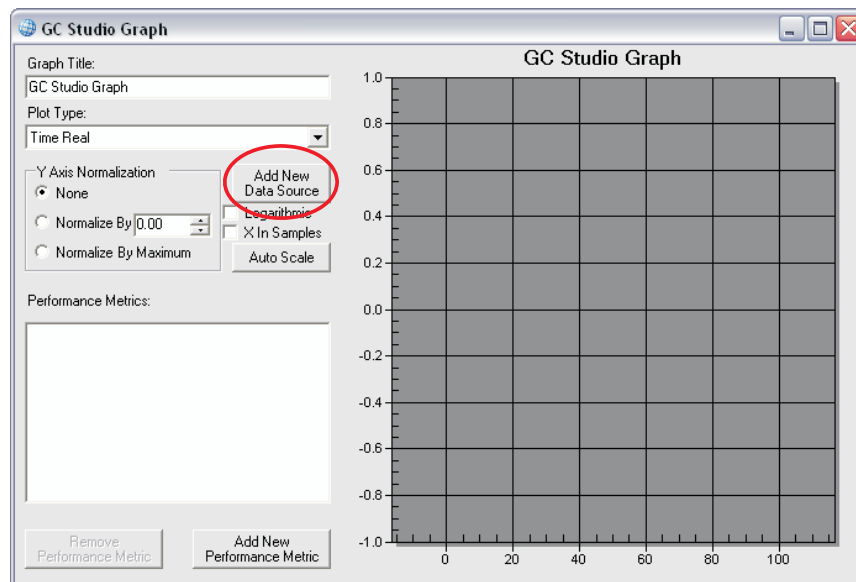 GC Studio Graph
Graph Title:
GC Studio Graph
Plot Type:
Time Real
Y Axis Normalization
None
Normalize By 0.00
Normalize By Maximum
Add New
Data Source
Logarithmic
X In Samples
Auto Scale
Performance Metrics:
Remove
Performance Metric
Add New
Performance Metric
GC Studio Graph
1.0
0.8
0.6
0.4
0.2
0.0
-0.2
-0.4
-0.6
-0.8
-1.0
0 20 40 60 80 100